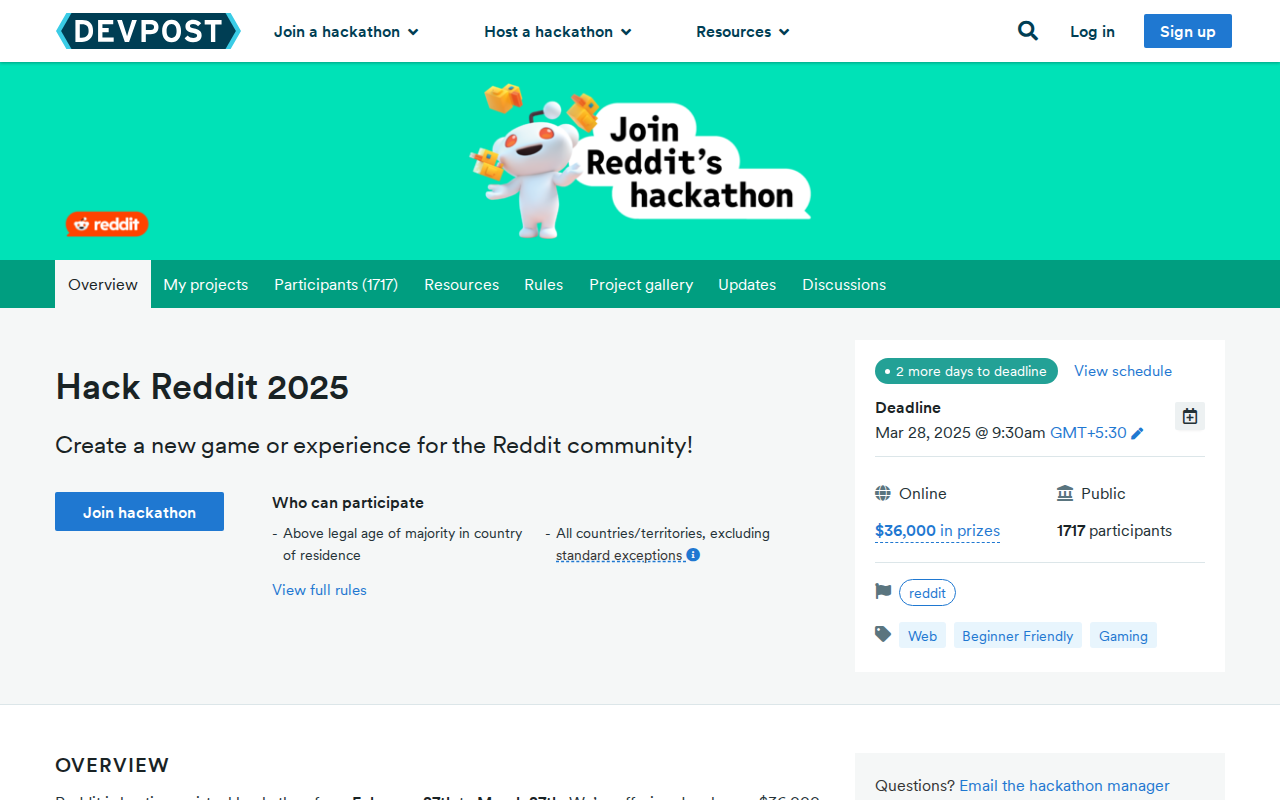 DEVPOST
Join a hackathon
Host a hackathon
Resources
Log in
Sign up
Join
Reddit's
hackathon
reddit
Overview
My projects
Participants (1717)
Resources
Rules
Project gallery
Updates
Discussions
Hack Reddit 2025
Create a new game or experience for the Reddit community!
Join hackathon
Who can participate
- Above legal age of majority in country
of residence
- All countries/territories, excluding
standard exceptions
View full rules
2 more days to deadline
View schedule
Deadline
Mar 28, 2025 @ 9:30am GMT+5:30
Online
Public
$36,000 in prizes
1717 participants
reddit
Web
Beginner Friendly
Gaming
OVERVIEW
Questions? Email the hackathon manager